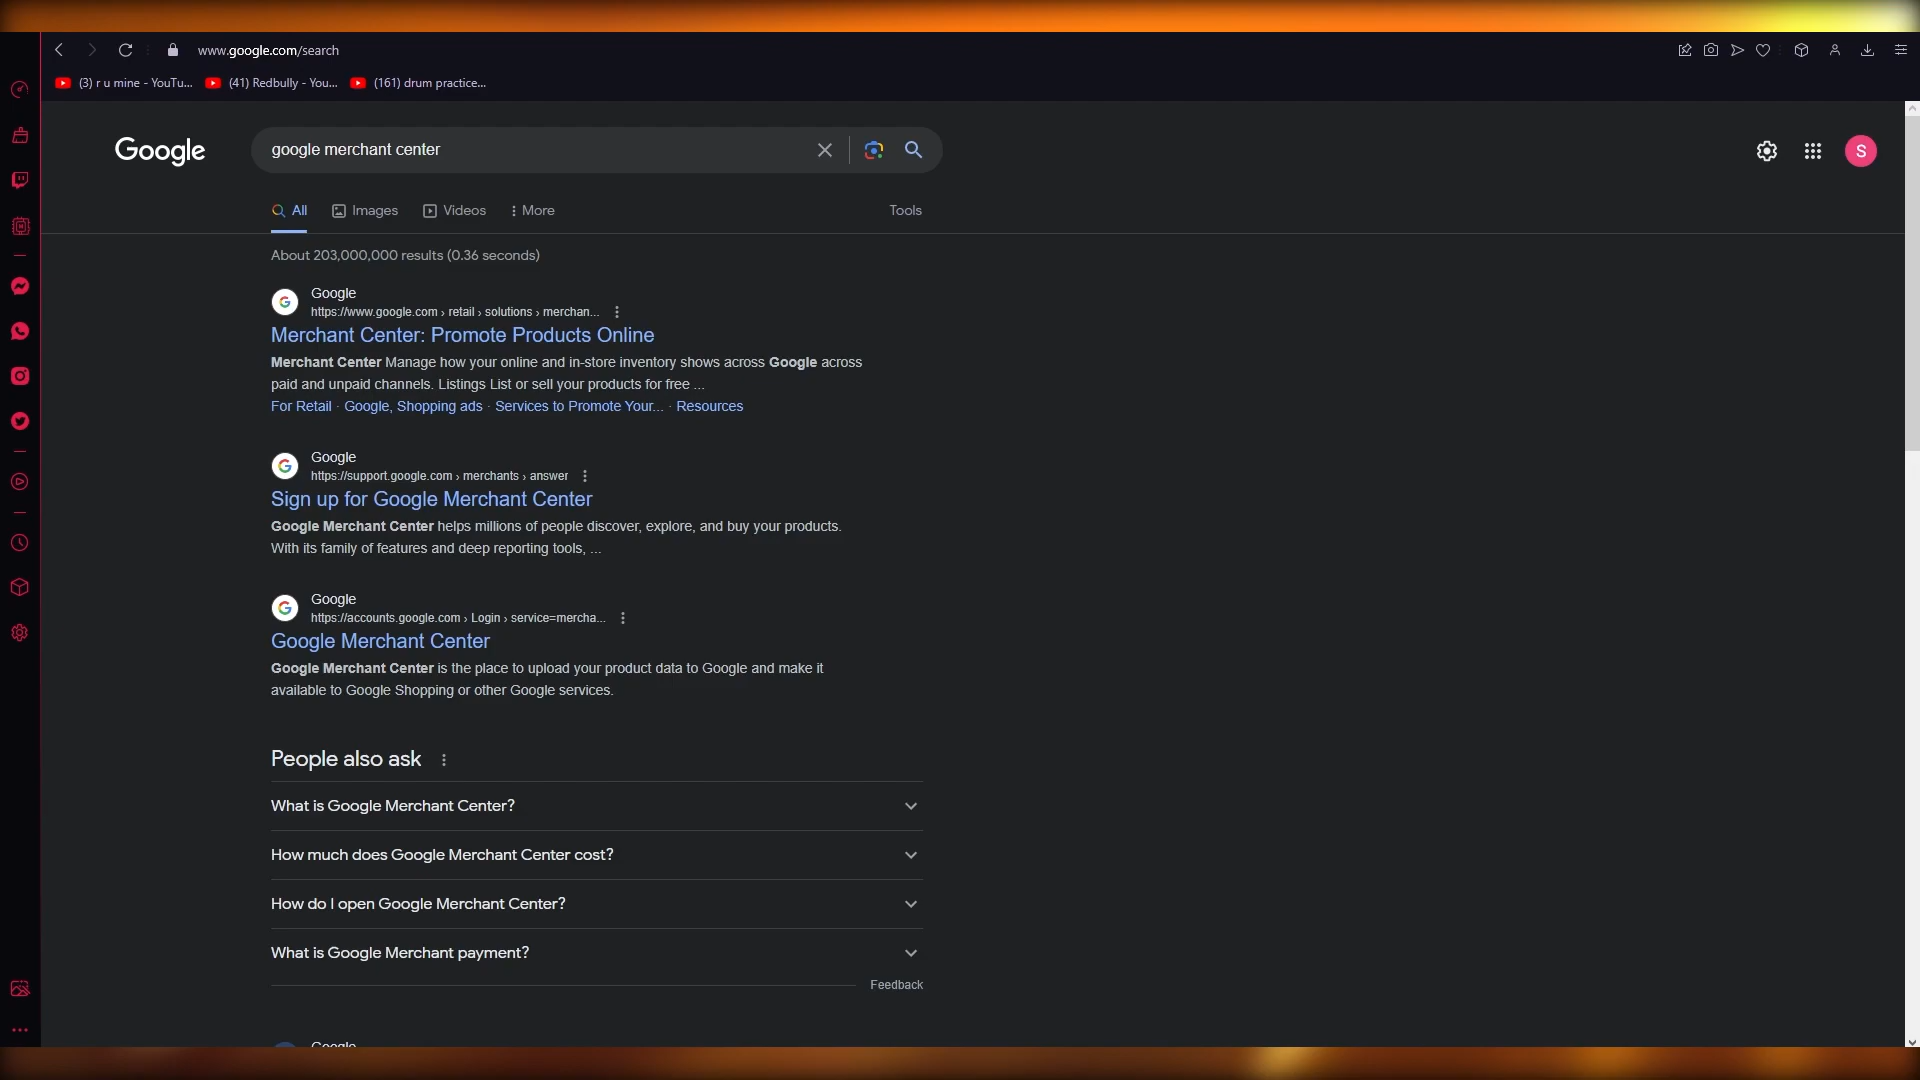 www.google.com/search
(3) r u mine - YouTu...
(41) Redbully - You...
(161) drum practice...
Google
google merchant center
S
All
Images
Videos
More
Tools
About 203,000,000 results (0.36 seconds)
Google
https://www.google.com › retail › solutions › merchan...
Merchant Center: Promote Products Online
Merchant Center Manage how your online and in-store inventory shows across Google across
paid and unpaid channels. Listings List or sell your products for free ...
For Retail · Google, Shopping ads · Services to Promote Your... · Resources
Google
https://support.google.com › merchants › answer
Sign up for Google Merchant Center
Google Merchant Center helps millions of people discover, explore, and buy your products.
With its family of features and deep reporting tools, ...
Google
https://accounts.google.com › Login › service=mercha...
Google Merchant Center
Google Merchant Center is the place to upload your product data to Google and make it
available to Google Shopping or other Google services.
People also ask
What is Google Merchant Center?
How much does Google Merchant Center cost?
How do I open Google Merchant Center?
What is Google Merchant payment?
Feedback
Google